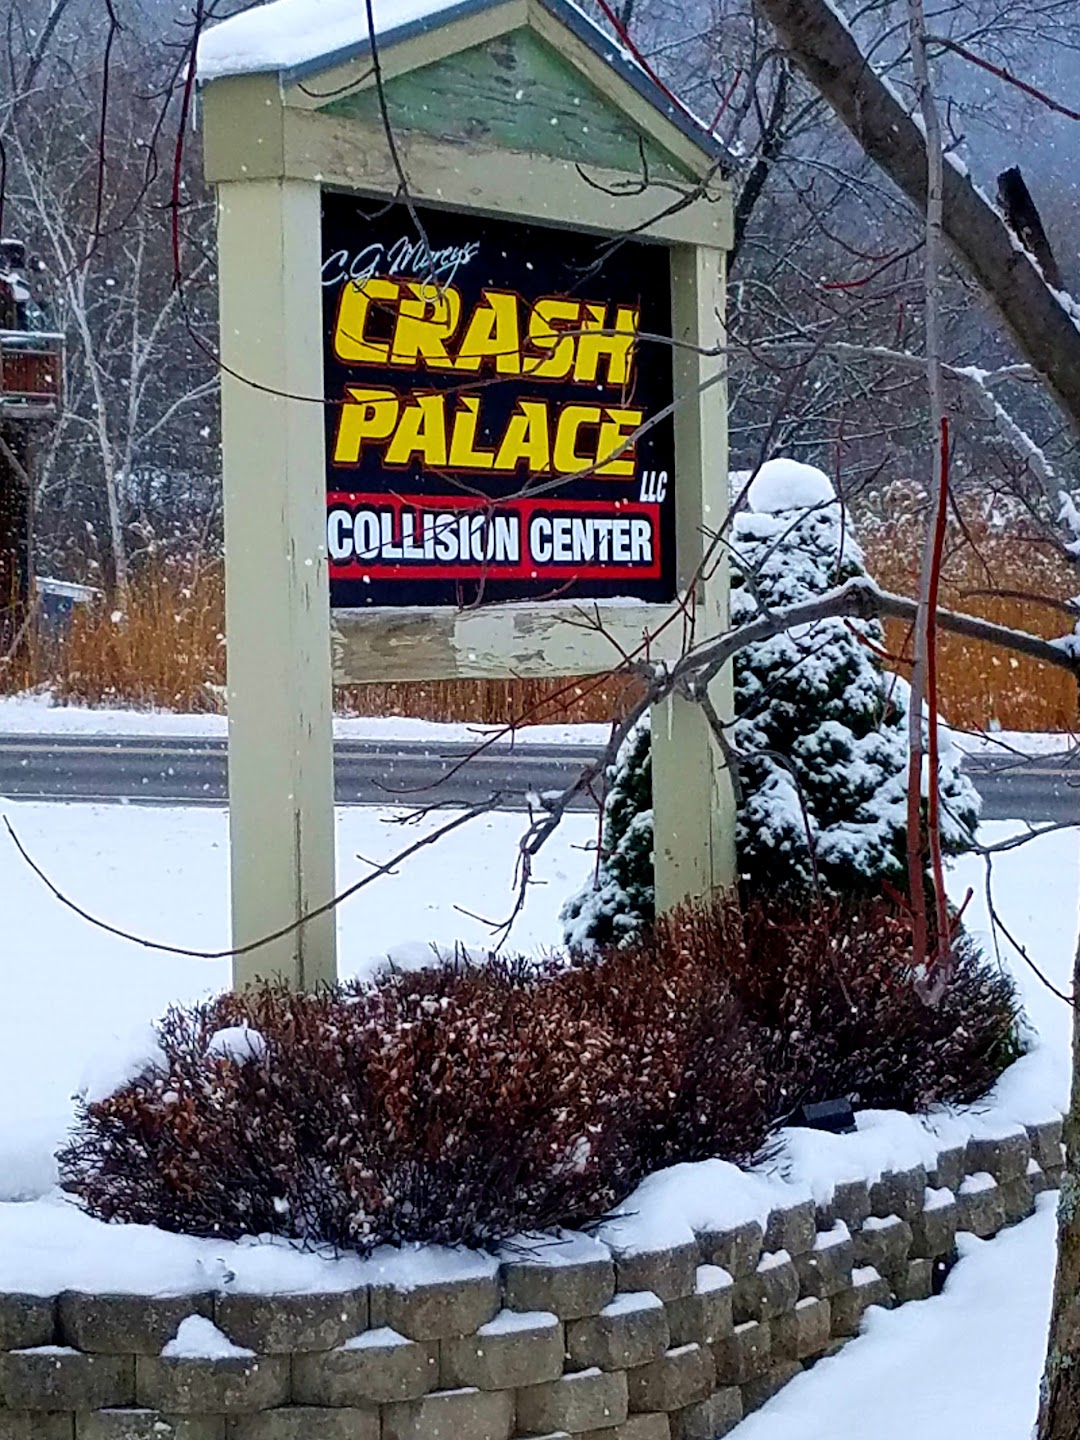 C.G. Morey's
CRASH
PALACE
LLC
COLLISION CENTER